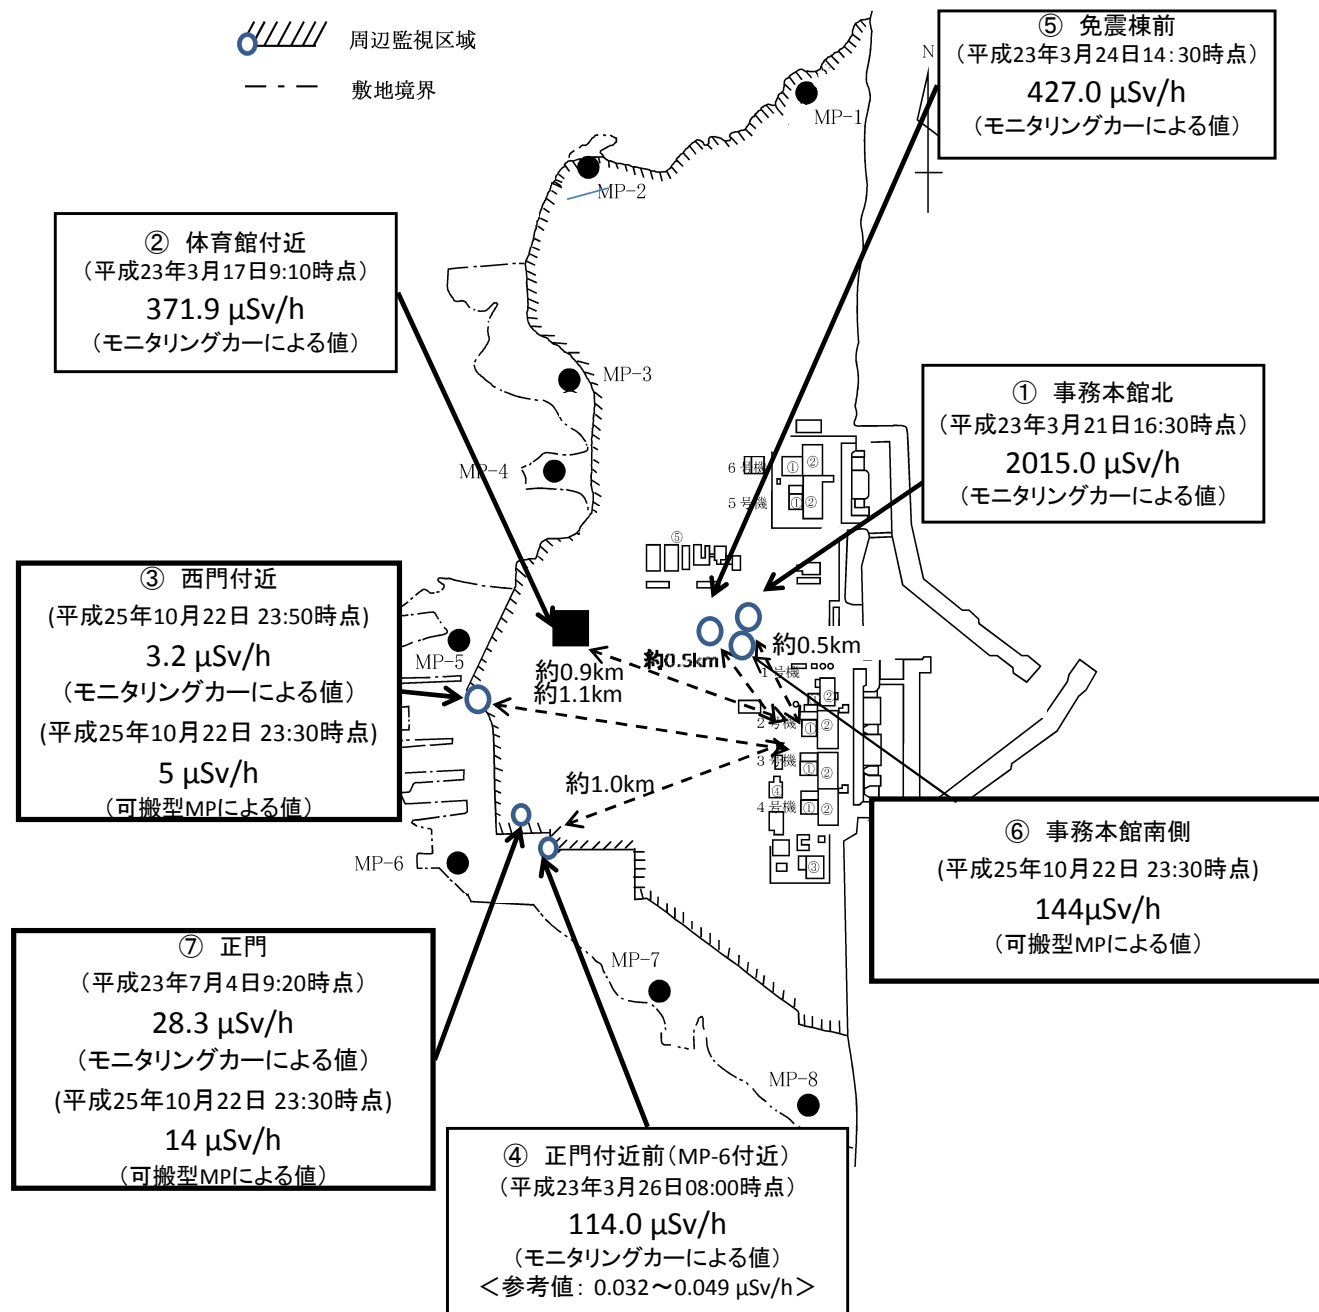 周辺監視区域
敷地境界
⑤ 免震棟前
(平成23年3月24日14:30時点)
427.0 μSv/h
(モニタリングカーによる値)
N
MP-1
MP-2
② 体育館付近
(平成23年3月17日9:10時点)
371.9 μSv/h
(モニタリングカーによる値)
MP-3
① 事務本館北
(平成23年3月21日16:30時点)
2015.0 μSv/h
(モニタリングカーによる値)
MP-4
6号機
①
②
5号機
①
②
⑤
③ 西門付近
(平成25年10月22日 23:50時点)
3.2 μSv/h
(モニタリングカーによる値)
(平成25年10月22日 23:30時点)
5 μSv/h
(可搬型MPによる値)
MP-5
約0.9km
約1.1km
約0.5km
約0.5km
1号機
②
2号機
①
②
3号機
①
②
④
4号機
①
②
③
約1.0km
MP-6
⑥ 事務本館南側
(平成25年10月22日 23:30時点)
144μSv/h
(可搬型MPによる値)
⑦ 正門
(平成23年7月4日9:20時点)
28.3 μSv/h
(モニタリングカーによる値)
(平成25年10月22日 23:30時点)
14 μSv/h
(可搬型MPによる値)
MP-7
MP-8
④ 正門付近前(MP-6付近)
(平成23年3月26日08:00時点)
114.0 μSv/h
(モニタリングカーによる値)
<参考値: 0.032～0.049 μSv/h>